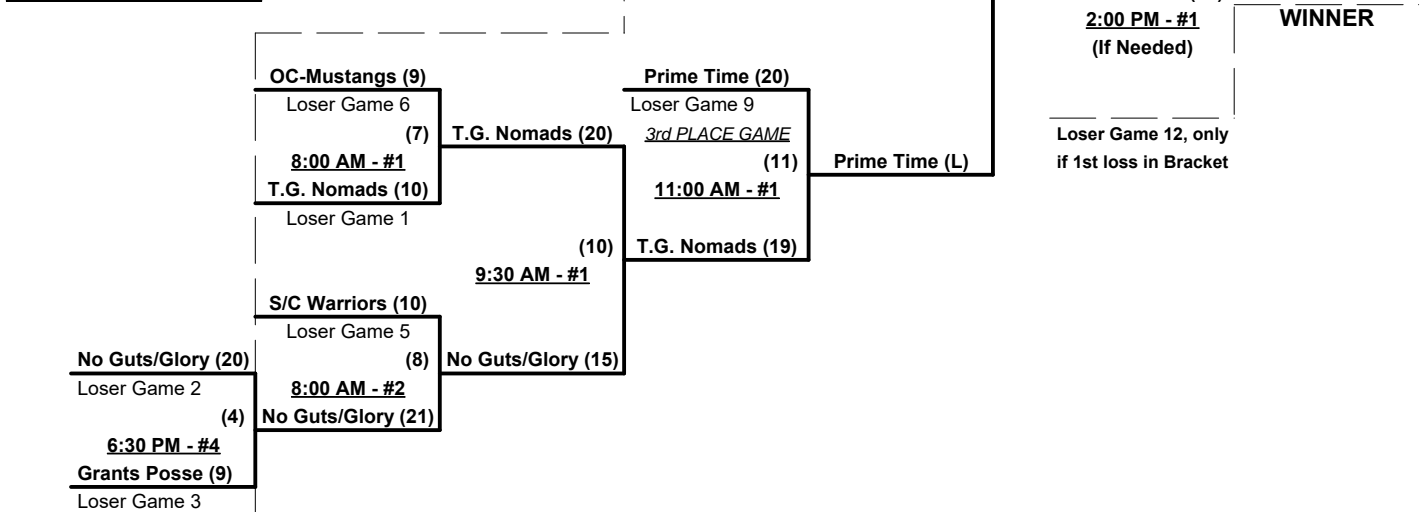 2:00 PM - #1
WINNER
(If Needed)
OC-Mustangs (9)
Prime Time (20)
Loser Game 6
Loser Game 9
(7)
T.G. Nomads (20)
3rd PLACE GAME
Loser Game 12, only
8:00 AM - #1
(11)
Prime Time (L)
if 1st loss in Bracket
T.G. Nomads (10)
11:00 AM - #1
Loser Game 1
(10)
T.G. Nomads (19)
9:30 AM - #1
S/C Warriors (10)
Loser Game 5
No Guts/Glory (20)
(8)
No Guts/Glory (15)
Loser Game 2
8:00 AM - #2
(4)
No Guts/Glory (21)
6:30 PM - #4
Grants Posse (9)
Loser Game 3